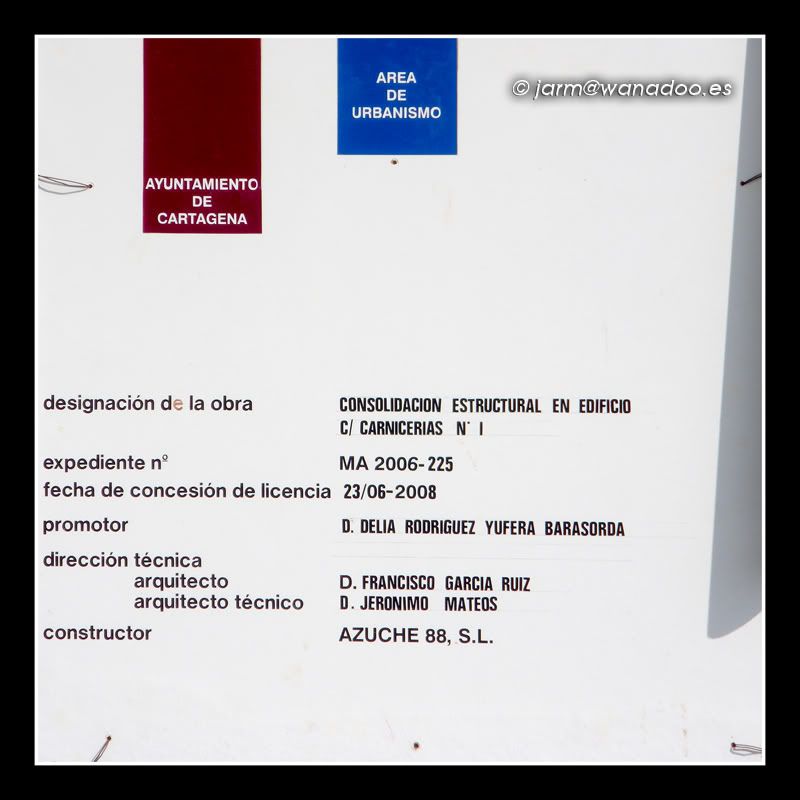 AREA
DE
URBANISMO
© jarm@wanadoo.es
AYUNTAMIENTO
DE
CARTAGENA
designación de la obra CONSOLIDACION ESTRUCTURAL EN EDIFICIO
C/ CARNICERIAS N° 1
expediente n° MA 2006-225
fecha de concesión de licencia 23/06-2008
promotor D. DELIA RODRIGUEZ YUFERA BARASORDA
dirección técnica
arquitecto D. FRANCISCO GARCIA RUIZ
arquitecto técnico D. JERONIMO MATEOS
constructor AZUCHE 88, S.L.